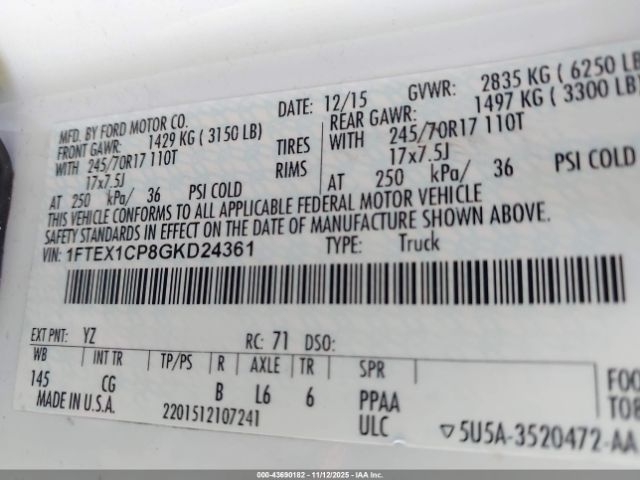 MFD. BY FORD MOTOR CO.
DATE: 12/15 GVWR: 2835 KG ( 6250 LB
FRONT GAWR: 1429 KG ( 3150 LB) REAR GAWR: 1497 KG ( 3300 LB)
WITH 245/70R17 110T TIRES WITH 245/70R17 110T
17x7.5J RIMS 17x7.5J
AT 250 kPa/ 36 PSI COLD AT 250 kPa/ 36 PSI COLD
THIS VEHICLE CONFORMS TO ALL APPLICABLE FEDERAL MOTOR VEHICLE
SAFETY STANDARDS IN EFFECT ON THE DATE OF MANUFACTURE SHOWN ABOVE.
VIN: 1FTEX1CP8GKD24361 TYPE: Truck
EXT PNT: YZ RC: 71 DSO:
WB INT TR TP/PS R AXLE TR SPR
145 CG B L6 6 PPAA
MADE IN U.S.A. 2201512107241 ULC
▽5U5A-3520472-AA
000-43690182 - 11/12/2025 - IAAI.COM